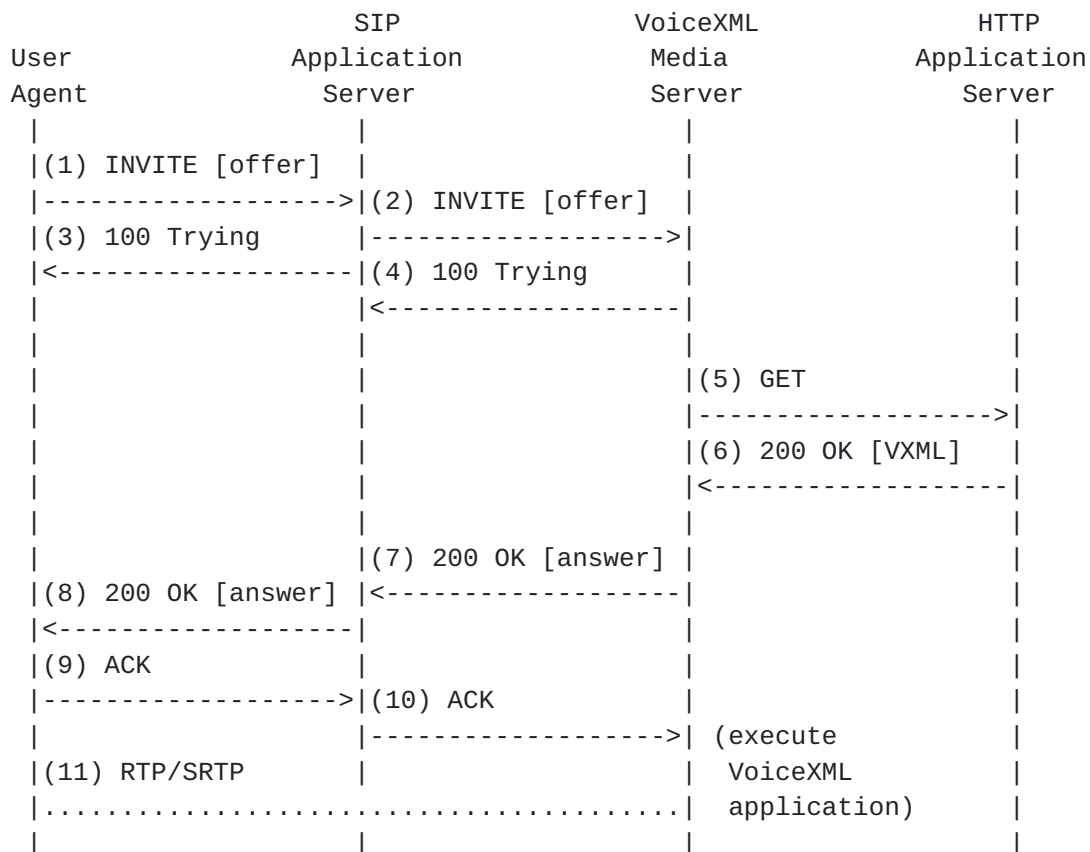 SIP VoiceXML HTTP
User Application Media Application
Agent Server Server Server
(1) INVITE [offer]
(2) INVITE [offer]
(3) 100 Trying
(4) 100 Trying
(5) GET
(6) 200 OK [VXML]
(7) 200 OK [answer]
(8) 200 OK [answer]
(9) ACK
(10) ACK
(execute
(11) RTP/SRTP VoiceXML
application)